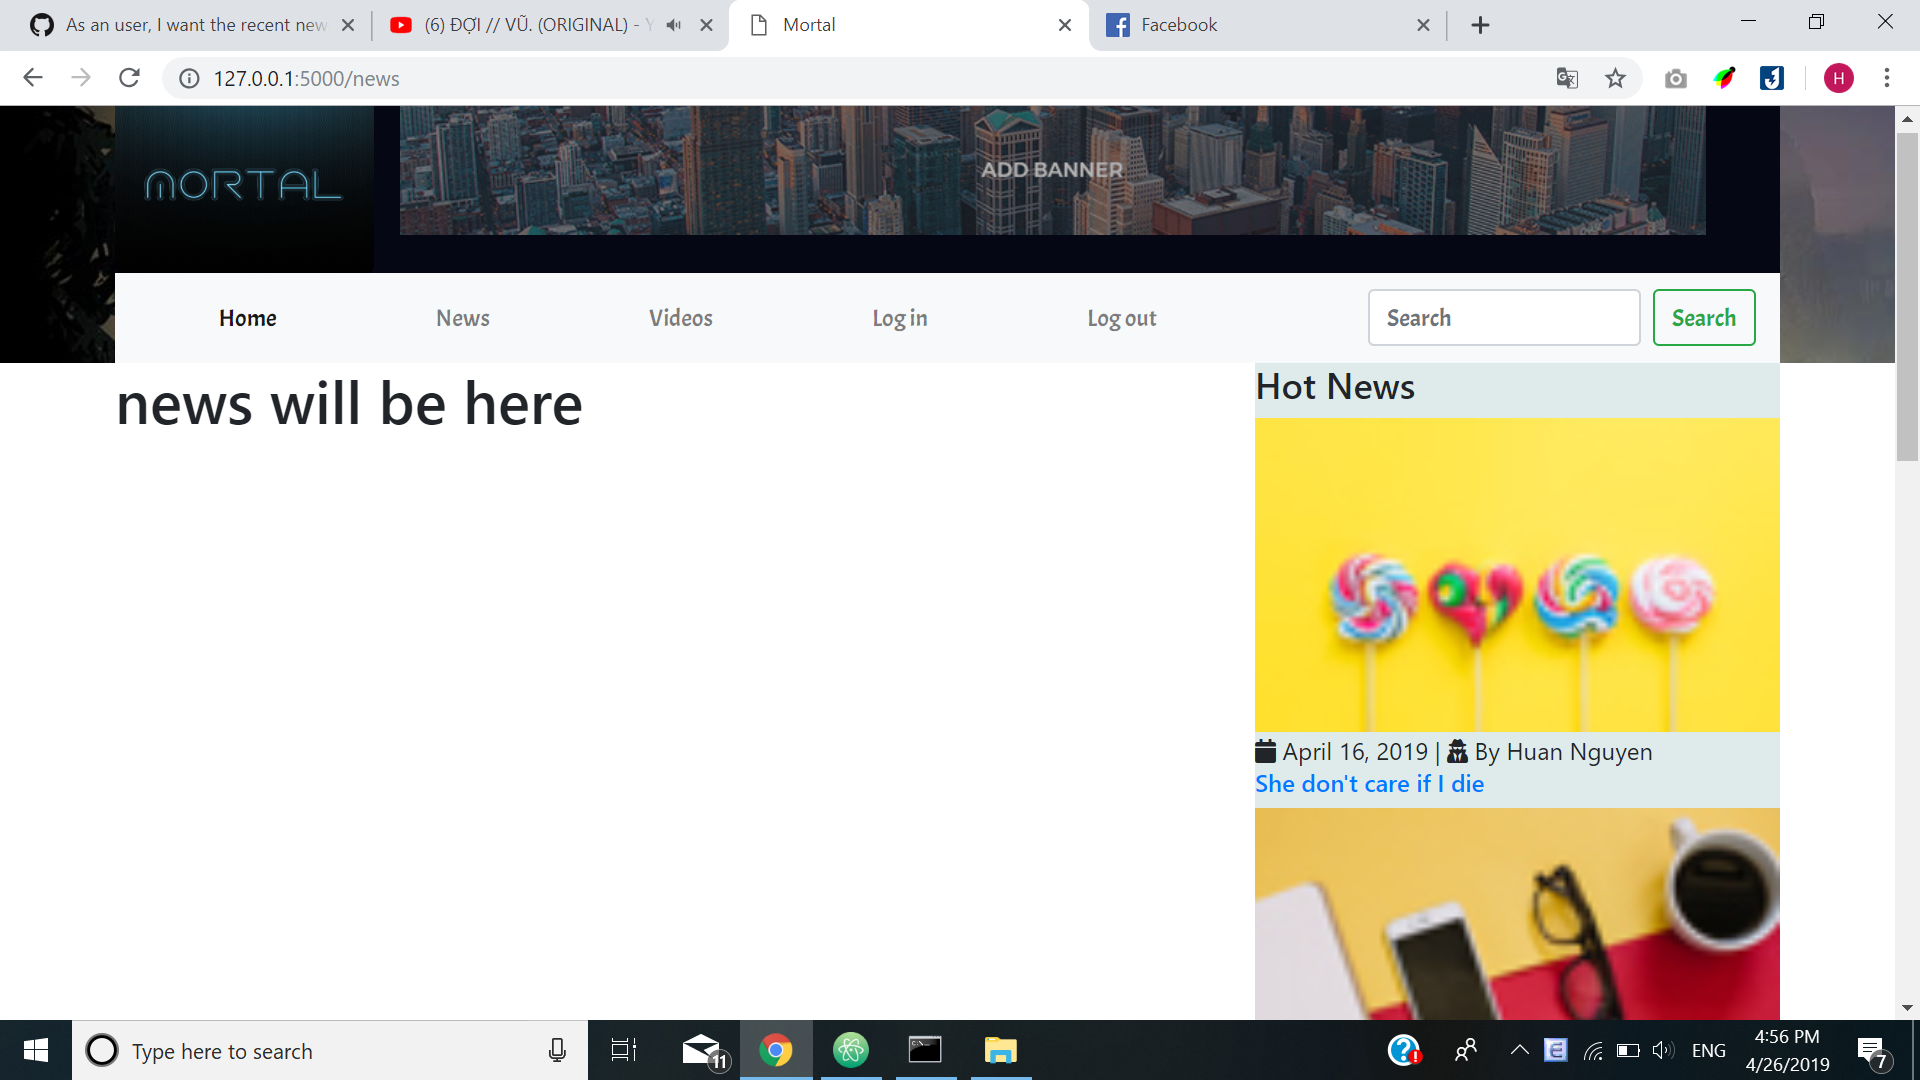 As an user, I want the recent new
(6) ĐỢI // VŨ. (ORIGINAL) - Y
Mortal
Facebook
127.0.0.1:5000/news
H
MORTAL
ADD BANNER
Home
News
Videos
Log in
Log out
Search
Search
news will be here
Hot News
April 16, 2019 | By Huan Nguyen
She don't care if I die
Type here to search
11
ENG
4:56 PM
4/26/2019
7